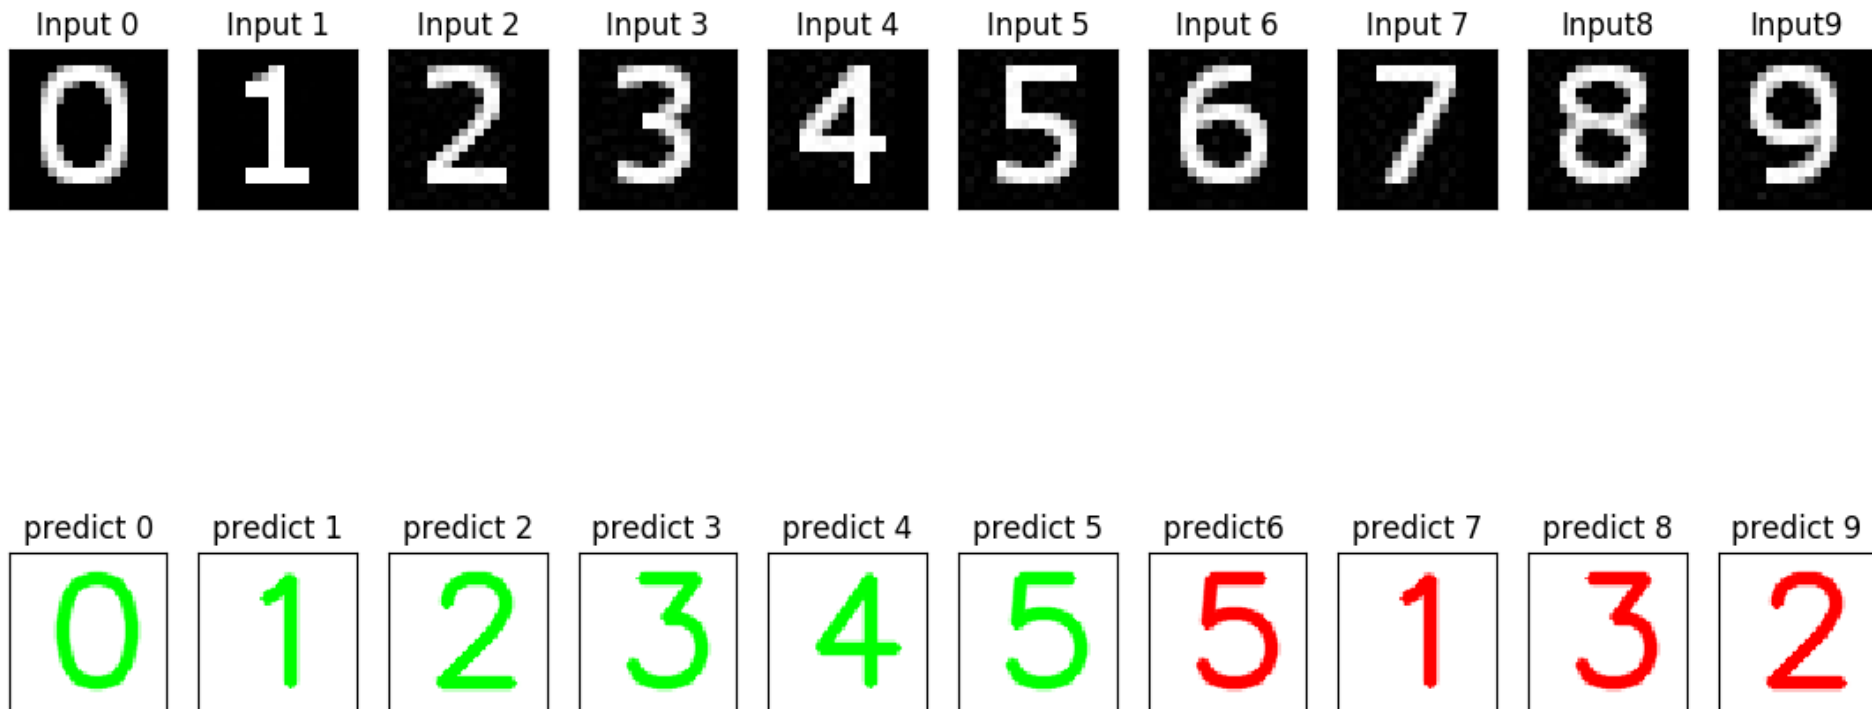 Input 0 Input 1 Input 2 Input 3 Input 4 Input 5 Input 6 Input 7 Input8 Input9
0 1 2 3 4 5 6 7 8 9
predict 0 predict 1 predict 2 predict 3 predict 4 predict 5 predict6 predict 7 predict 8 predict 9
0 1 2 3 4 5 5 1 3 2